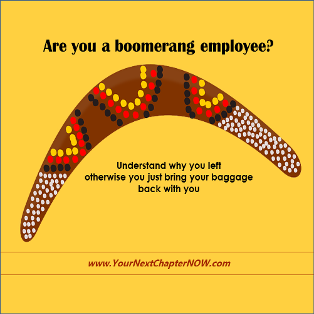 Are you a boomerang employee?
Understand why you left
otherwise you just bring your baggage
back with you
www.YourNextChapterNOW.com